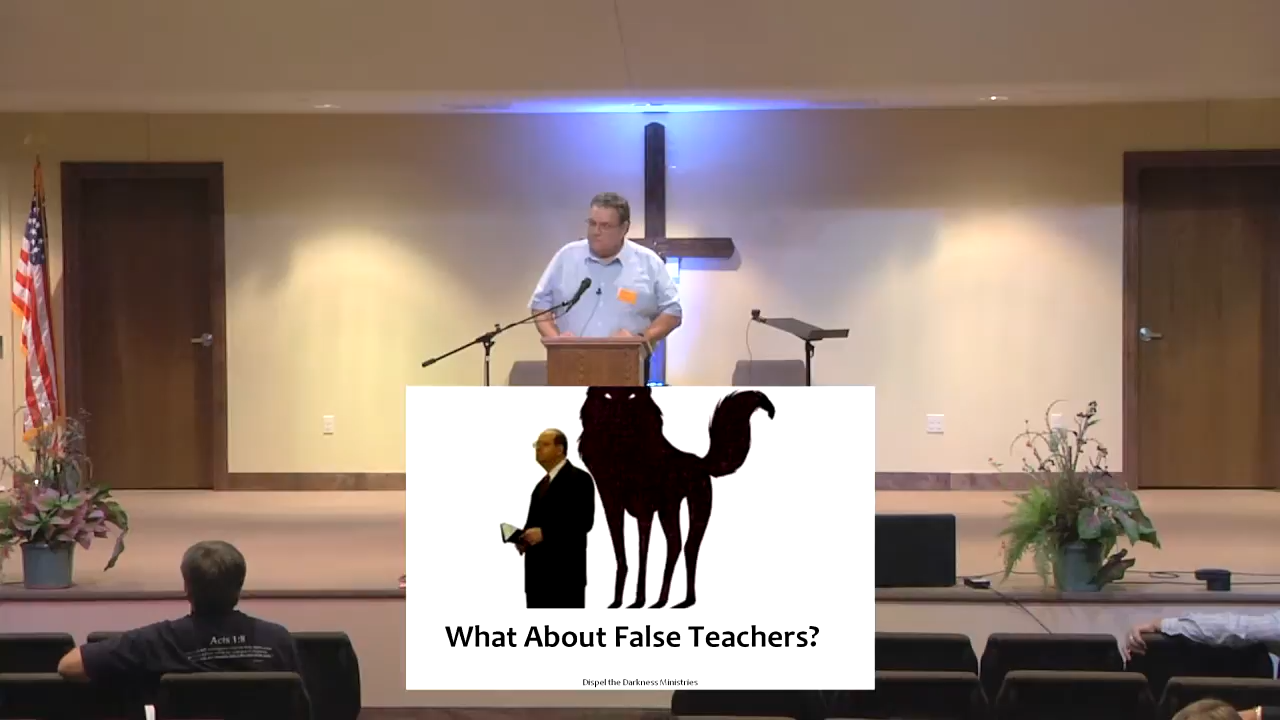 Acts 1:8
What About False Teachers?
Dispel the Darkness Ministries